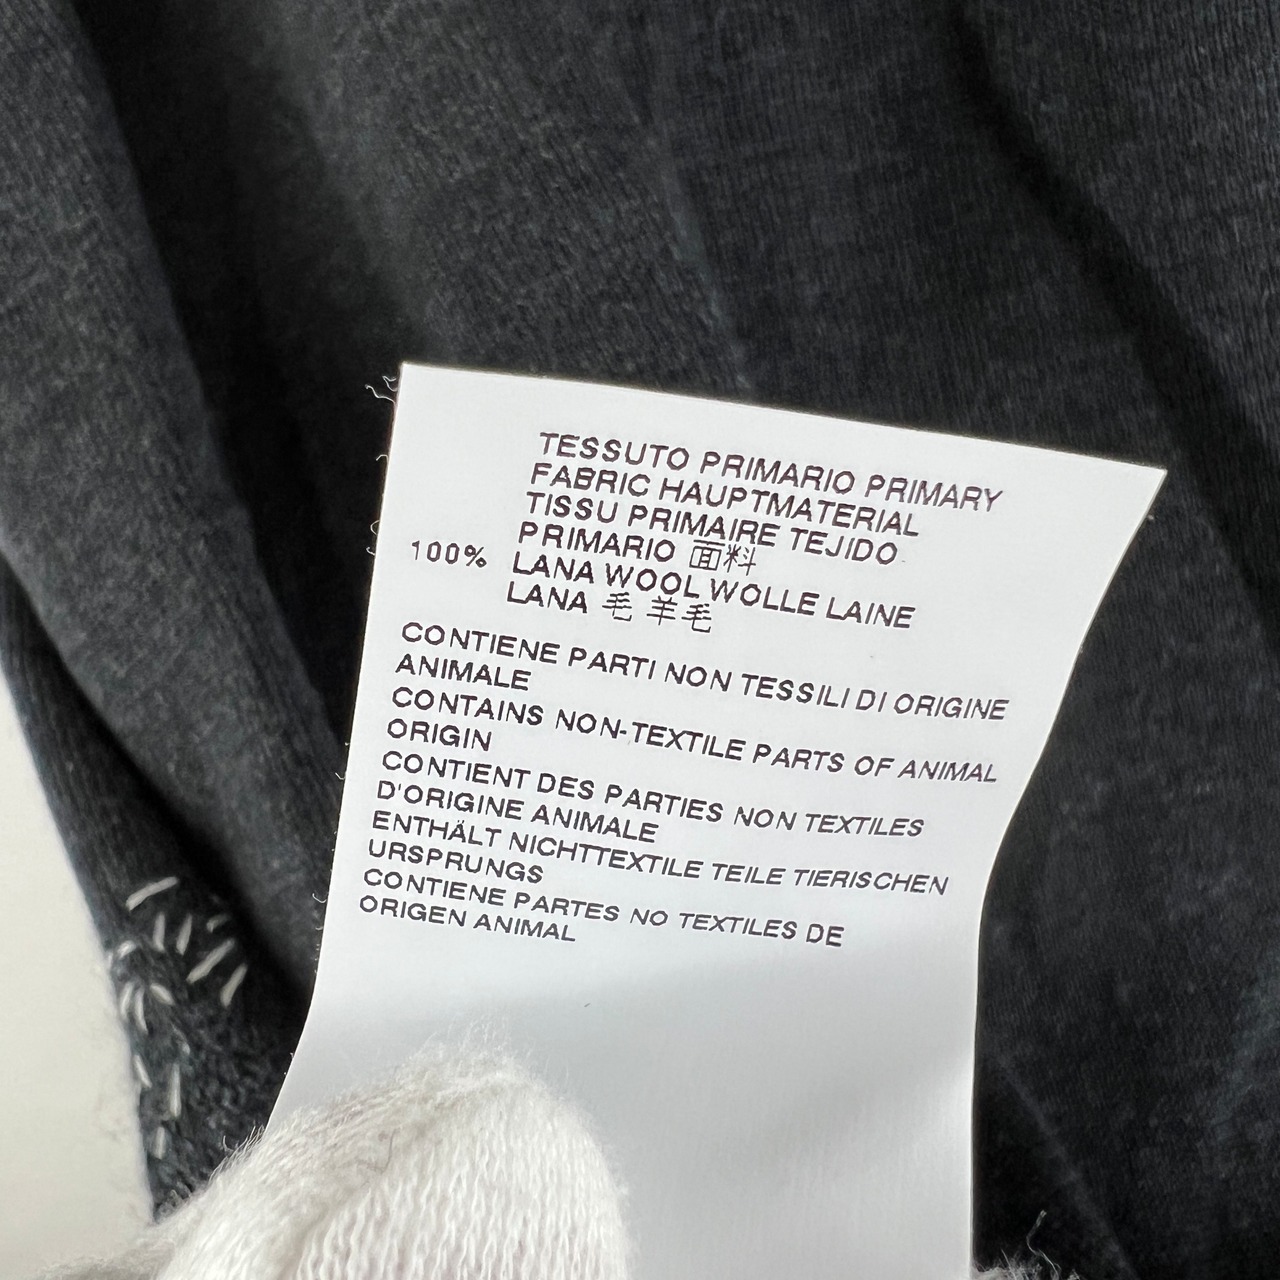 TESSUTO PRIMARIO PRIMARY
FABRIC HAUPTMATERIAL
TISSU PRIMAIRE TEJIDO
PRIMARIO 面料
100% LANA WOOL WOLLE LAINE
LANA 毛 羊毛
CONTIENE PARTI NON TESSILI DI ORIGINE
ANIMALE
CONTAINS NON-TEXTILE PARTS OF ANIMAL
ORIGIN
CONTIENT DES PARTIES NON TEXTILES
D'ORIGINE ANIMALE
ENTHÄLT NICHTTEXTILE TEILE TIERISCHEN
URSPRUNGS
CONTIENE PARTES NO TEXTILES DE
ORIGEN ANIMAL